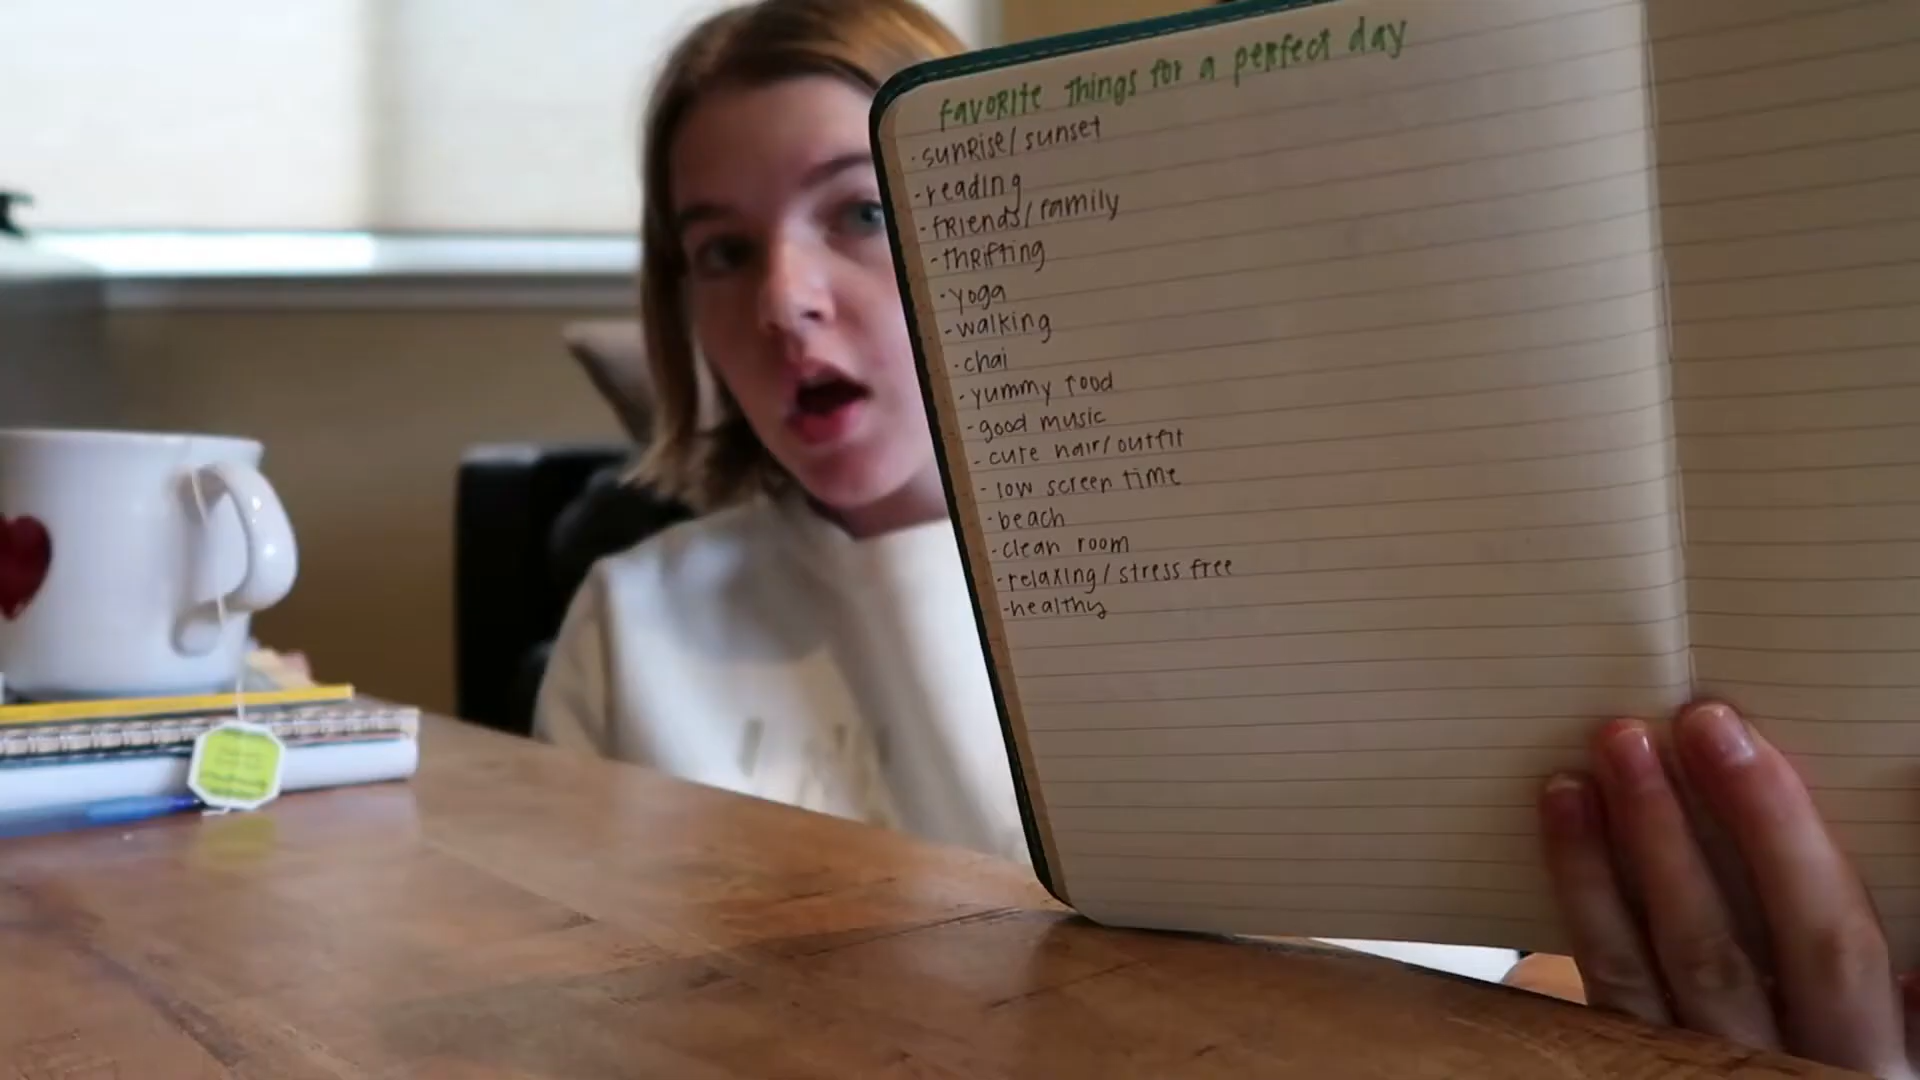 favorite things for a perfect day
· sunrise/sunset
- reading
- friends/family
- thrifting
- yoga
- walking
- chai
- yummy food
- good music
- cute hair/outfit
- low screen time
- beach
- clean room
- relaxing/stress free
- healthy